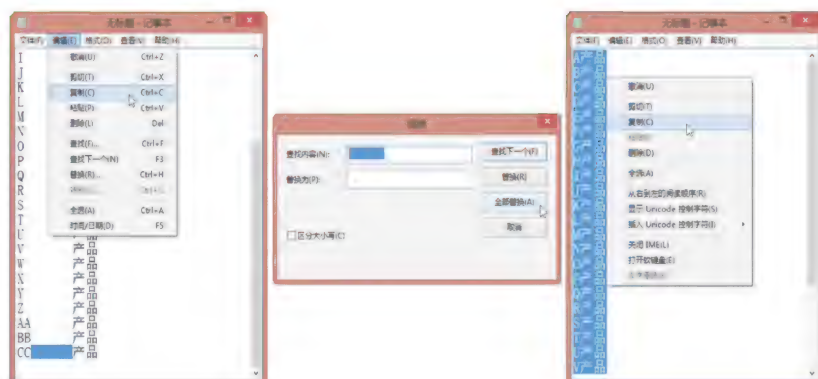 无标题 - 记事本
文件(F) 编辑(E) 格式(O) 查看(V) 帮助(H)
撤消(U) Ctrl+Z
剪切(T) Ctrl+X
复制(C) Ctrl+C
粘贴(P) Ctrl+V
删除(L) Del
查找(F)... Ctrl+F
查找下一个(N) F3
替换(R)... Ctrl+H
全选(A) Ctrl+A
时间/日期(D) F5
I
J
K
L
M
N
O
P
Q
R
S
T
U
V 产品
W 产品
X 产品
Y 产品
Z 产品
AA 产品
BB 产品
CC 产品
替换
查找内容(N):
查找下一个(F)
替换为(P):
替换(R)
全部替换(A)
取消
区分大小写(C)
无标题 - 记事本
文件(F) 编辑(E) 格式(O) 查看(V) 帮助(H)
A产品
撤消(U)
剪切(T)
复制(C)
删除(D)
全选(A)
从右到左的阅读顺序(R)
显示 Unicode 控制字符(S)
插入 Unicode 控制字符(I)
关闭 IME(L)
打开软键盘(E)